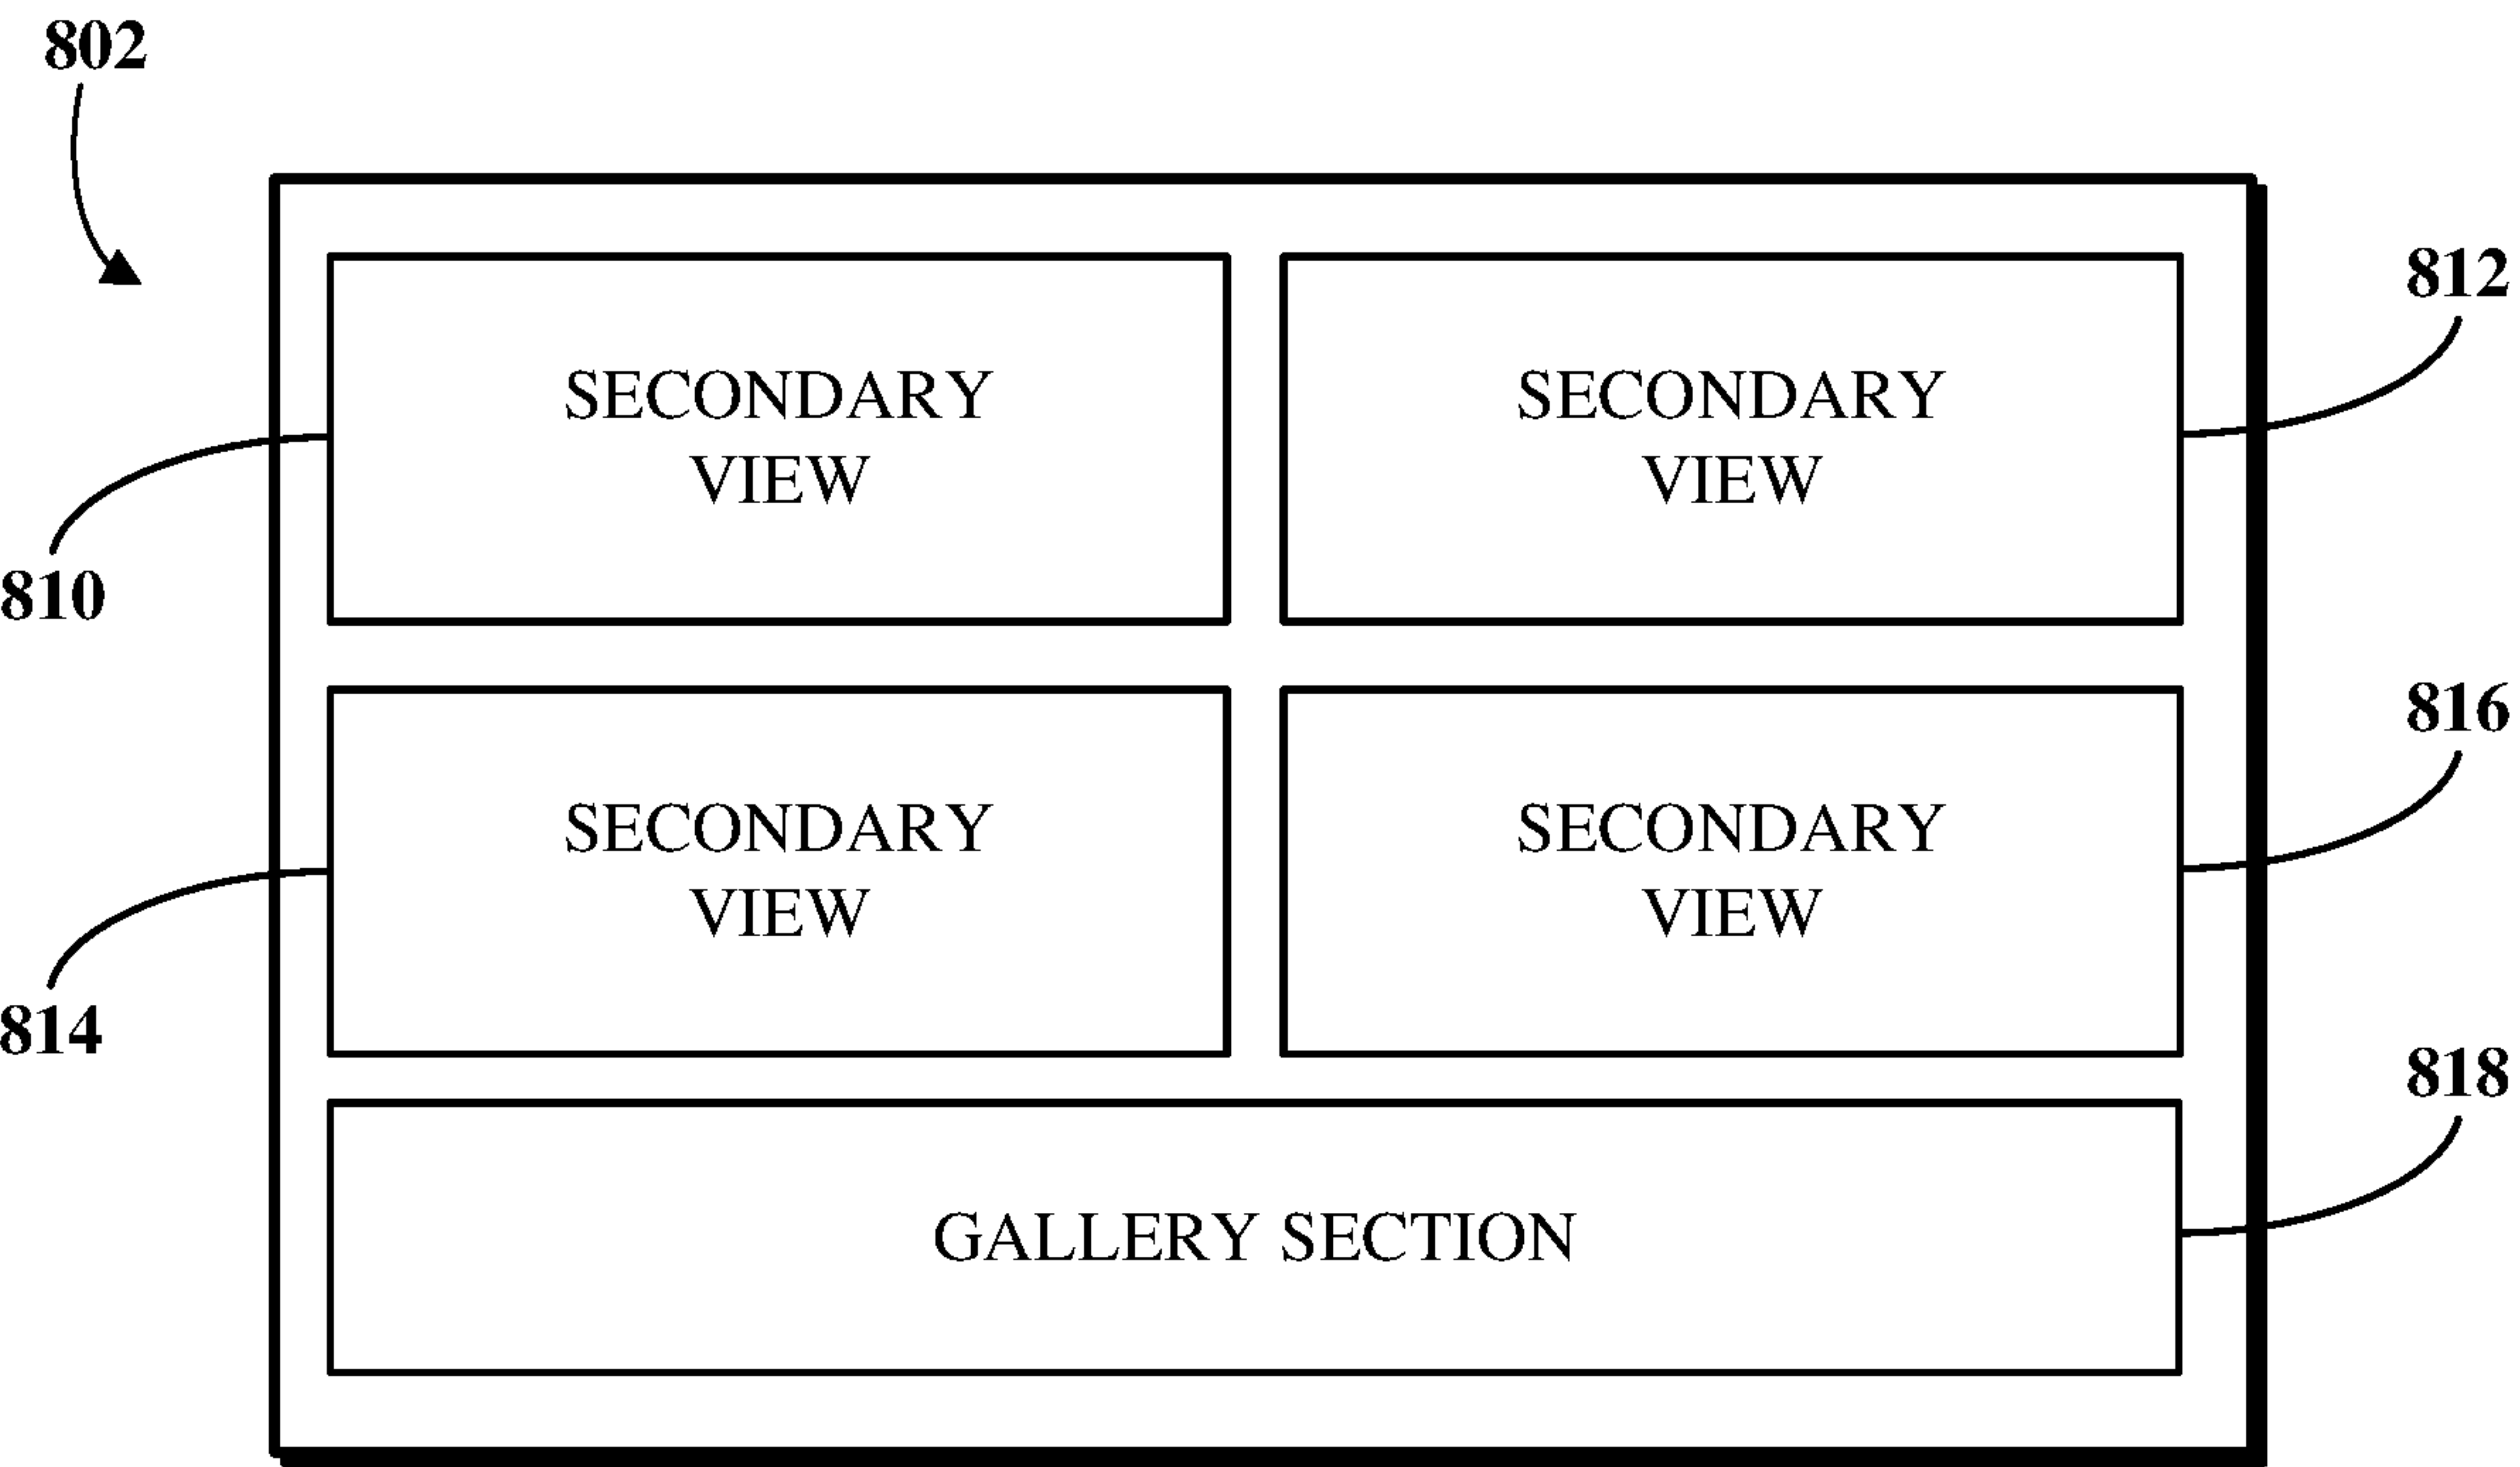 802
SECONDARY
VIEW
SECONDARY
VIEW
812
810
SECONDARY
VIEW
SECONDARY
VIEW
816
814
818
GALLERY SECTION